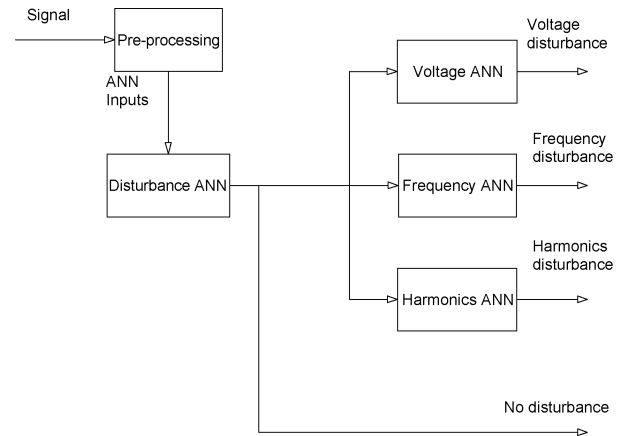 Signal
Pre-processing
ANN
Inputs
Disturbance ANN
Voltage ANN
Voltage
disturbance
Frequency ANN
Frequency
disturbance
Harmonics ANN
Harmonics
disturbance
No disturbance